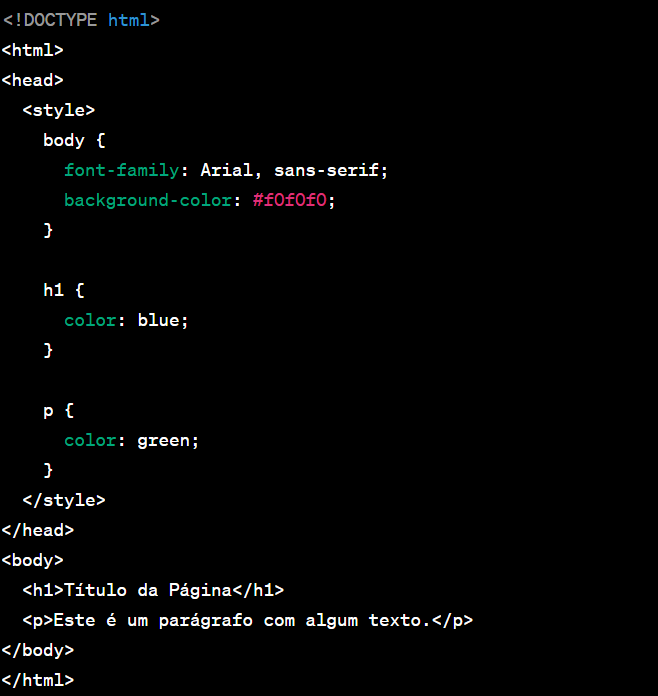 <!DOCTYPE html>
<html>
<head>
  <style>
    body {
      font-family: Arial, sans-serif;
      background-color: #f0f0f0;
    }

    h1 {
      color: blue;
    }

    p {
      color: green;
    }
  </style>
</head>
<body>
  <h1>Título da Página</h1>
  <p>Este é um parágrafo com algum texto.</p>
</body>
</html>